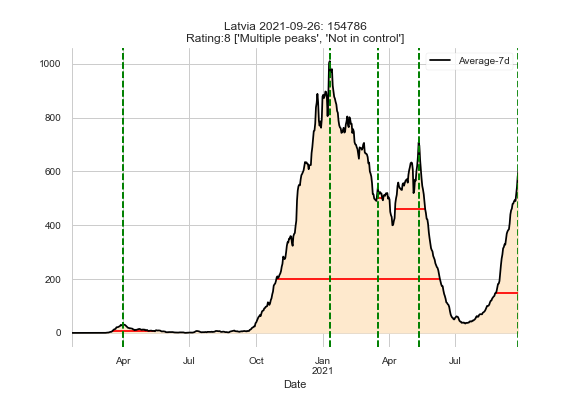 Latvia 2021-09-26: 154786
Rating:8 ['Multiple peaks', 'Not in control']
Average-7d
1000
800
600
400
200
0
Apr
Jul
Oct
Jan
2021
Apr
Jul
Date